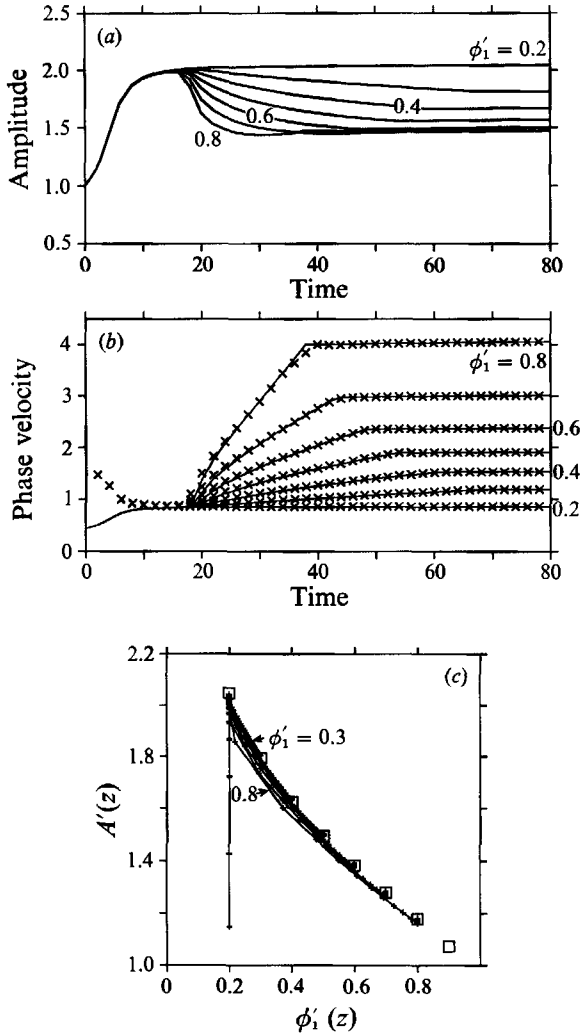 2.5
(a)
ϕ′₁ = 0.2
2.0
0.4
1.5
0.6
0.8
1.0
0.5
Amplitude
0 20 40 60 80
Time
(b)
4
ϕ′₁ = 0.8
3
0.6
2
0.4
1
0.2
0
Phase velocity
0 20 40 60 80
Time
2.2
(c)
ϕ′₁ = 0.3
1.8
0.8
1.4
1.0
A′(z)
0 0.2 0.4 0.6 0.8
ϕ′₁ (z)